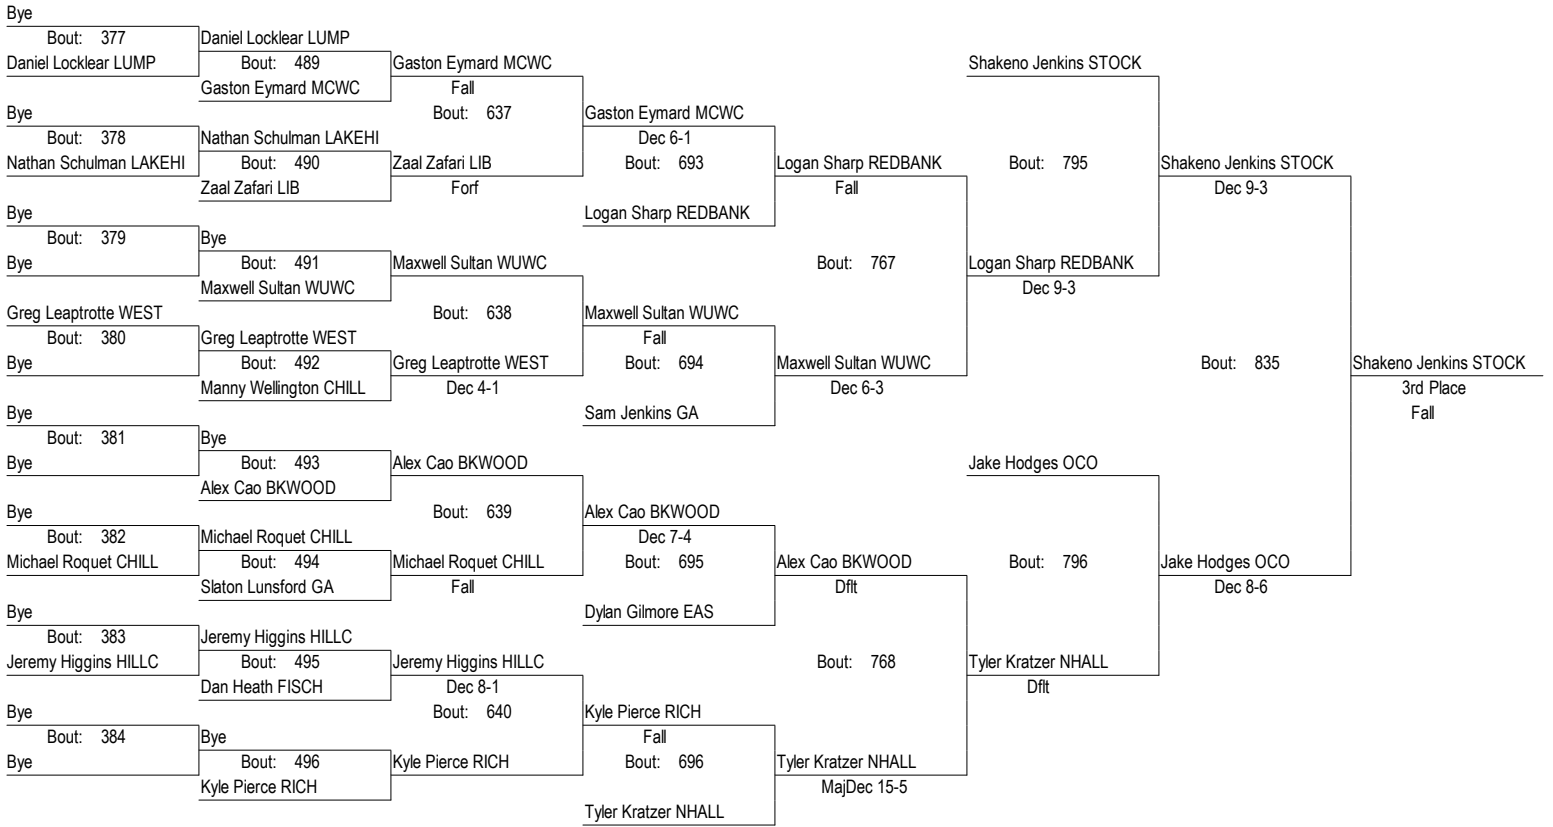 Bye
Bout: 377 Daniel Locklear LUMP
Daniel Locklear LUMP Bout: 489 Gaston Eymard MCWC Shakeno Jenkins STOCK
Gaston Eymard MCWC Fall
Bye Bout: 637 Gaston Eymard MCWC
Bout: 378 Nathan Schulman LAKEHI Dec 6-1
Nathan Schulman LAKEHI Bout: 490 Zaal Zafari LIB Bout: 693 Logan Sharp REDBANK Bout: 795 Shakeno Jenkins STOCK
Zaal Zafari LIB Forf Fall Dec 9-3
Bye Logan Sharp REDBANK
Bout: 379 Bye
Bye Bout: 491 Maxwell Sultan WUWC Bout: 767 Logan Sharp REDBANK
Maxwell Sultan WUWC Dec 9-3
Greg Leaptrotte WEST Bout: 638 Maxwell Sultan WUWC
Bout: 380 Greg Leaptrotte WEST Fall
Bye Bout: 492 Greg Leaptrotte WEST Bout: 694 Maxwell Sultan WUWC Bout: 835 Shakeno Jenkins STOCK
Manny Wellington CHILL Dec 4-1 Dec 6-3 3rd Place
Bye Sam Jenkins GA Fall
Bout: 381 Bye
Bye Bout: 493 Alex Cao BKWOOD Jake Hodges OCO
Alex Cao BKWOOD
Bye Bout: 639 Alex Cao BKWOOD
Bout: 382 Michael Roquet CHILL Dec 7-4
Michael Roquet CHILL Bout: 494 Michael Roquet CHILL Bout: 695 Alex Cao BKWOOD Bout: 796 Jake Hodges OCO
Slaton Lunsford GA Fall Dflt Dec 8-6
Bye Dylan Gilmore EAS
Bout: 383 Jeremy Higgins HILLC
Jeremy Higgins HILLC Bout: 495 Jeremy Higgins HILLC Bout: 768 Tyler Kratzer NHALL
Dan Heath FISCH Dec 8-1 Dflt
Bye Bout: 640 Kyle Pierce RICH
Bout: 384 Bye Fall
Bye Bout: 496 Kyle Pierce RICH Bout: 696 Tyler Kratzer NHALL
Kyle Pierce RICH MajDec 15-5
Tyler Kratzer NHALL